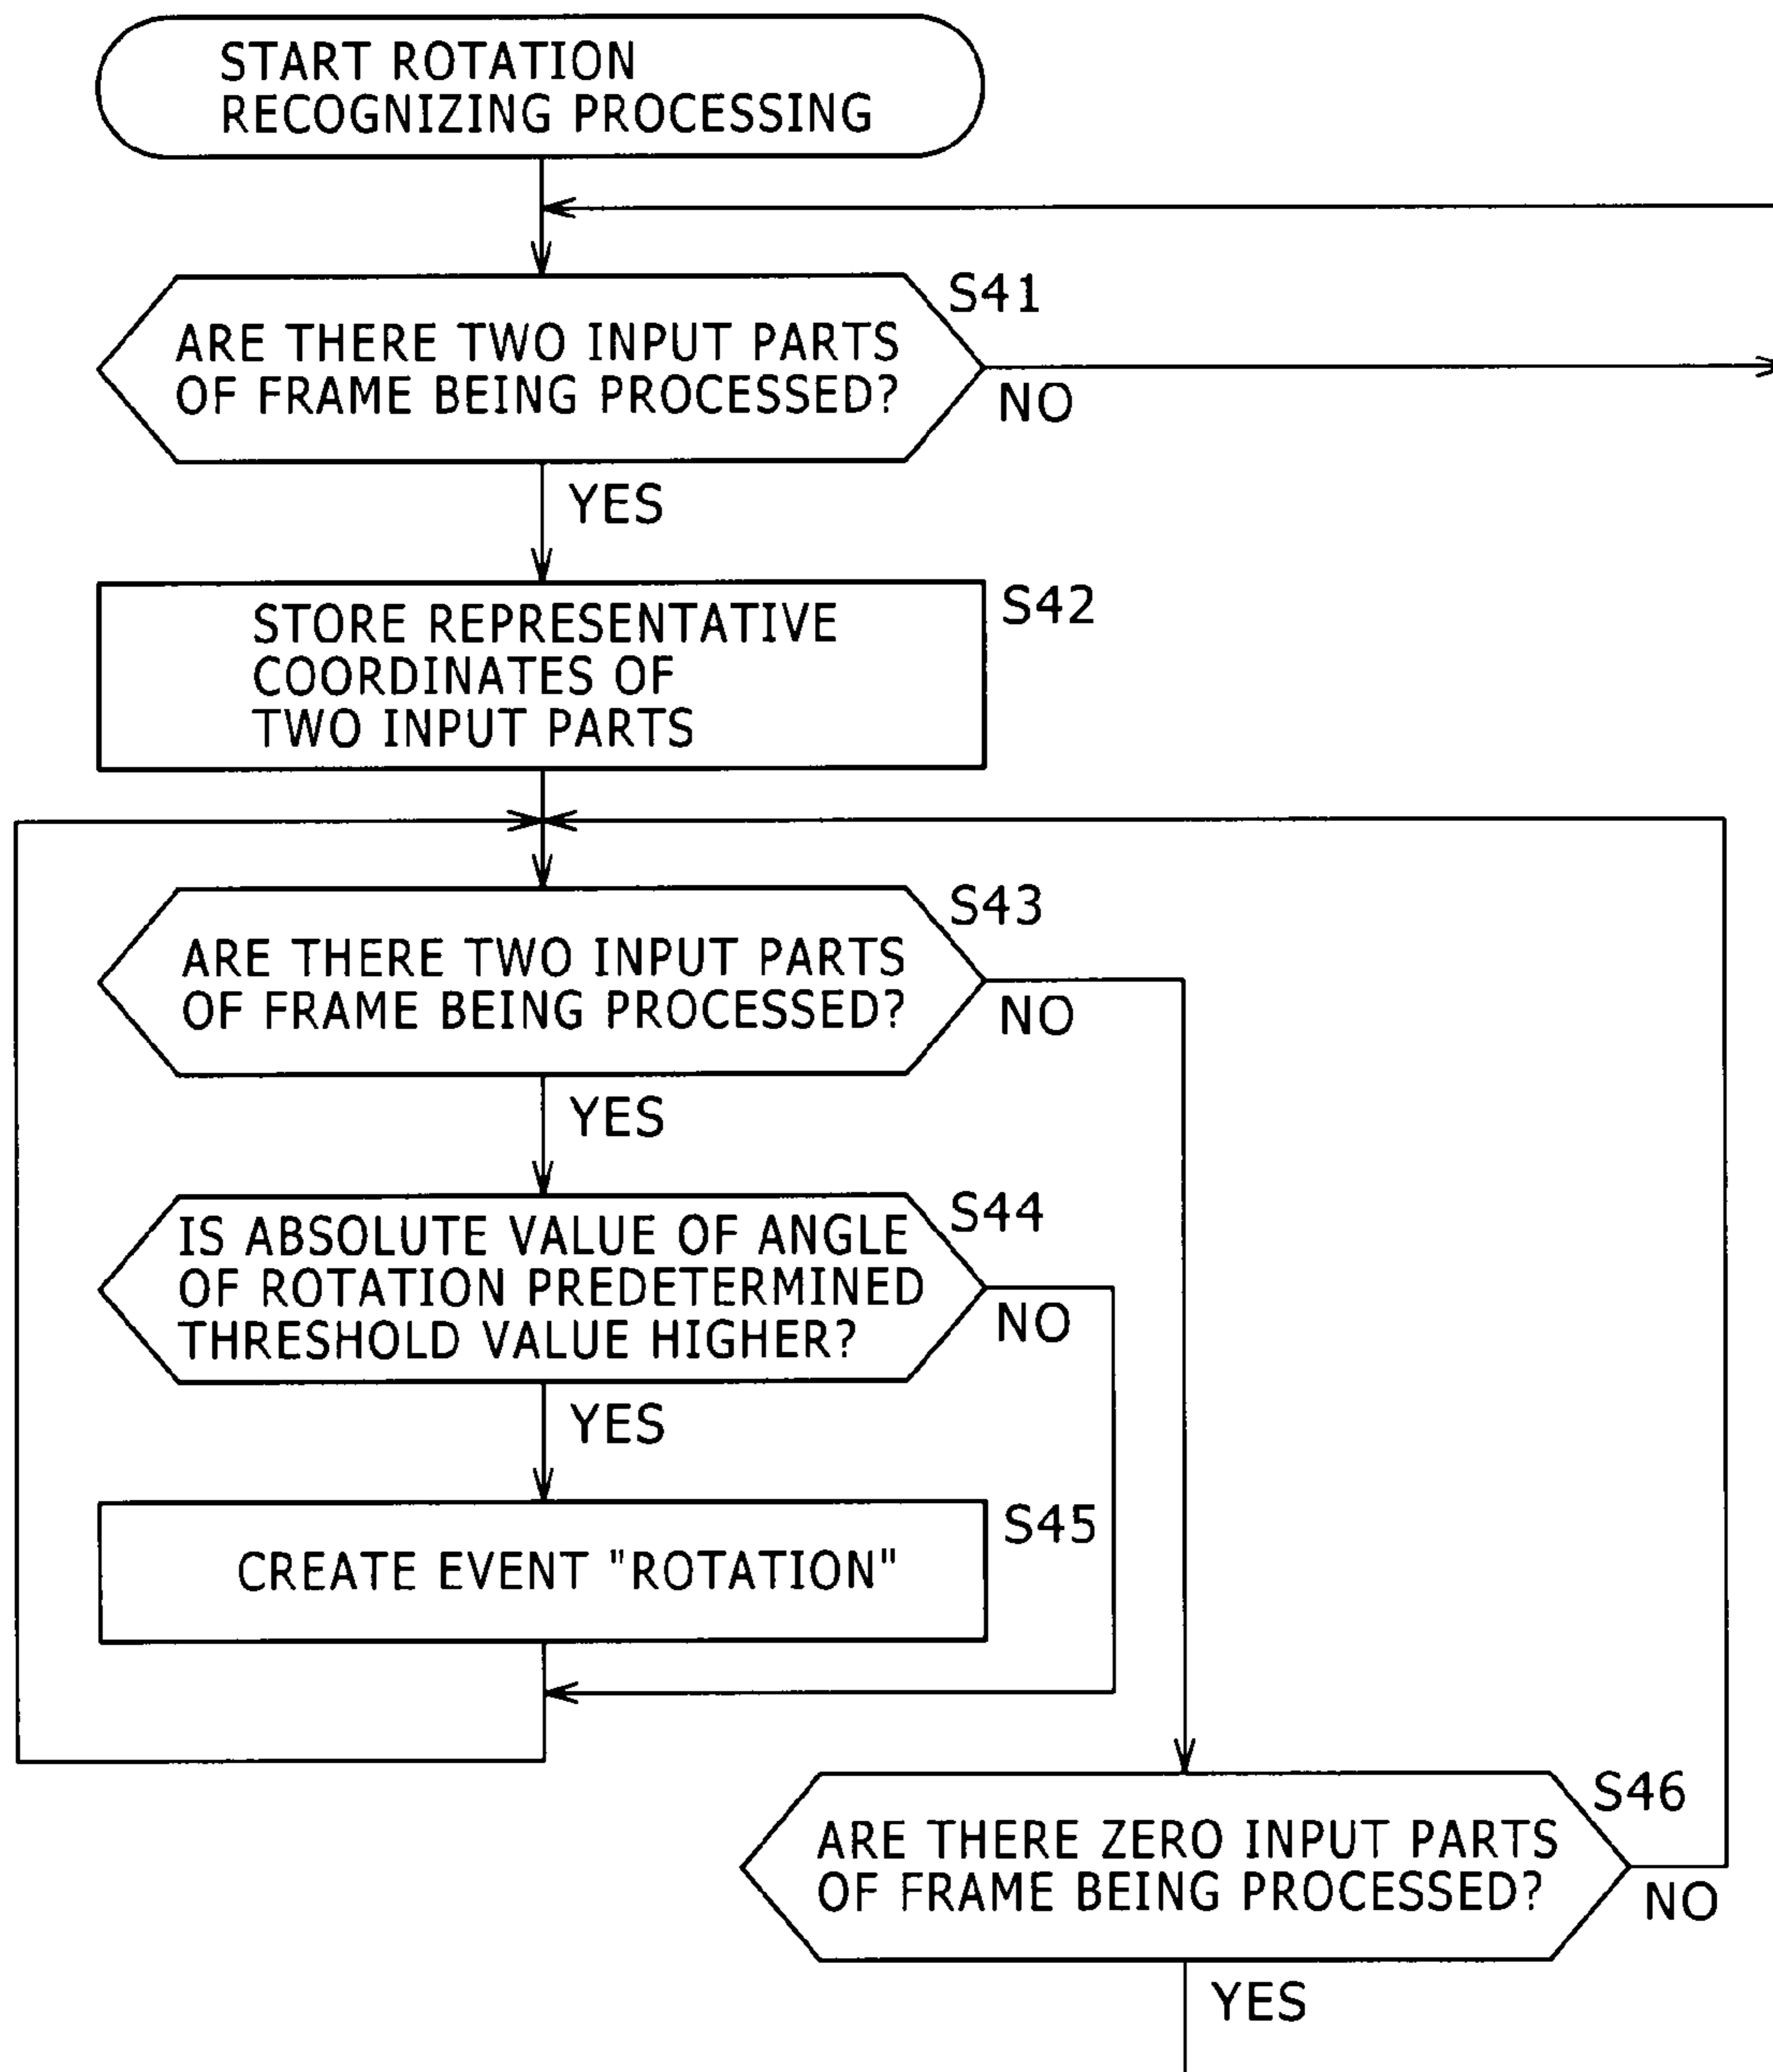 START ROTATION
RECOGNIZING PROCESSING
S41
ARE THERE TWO INPUT PARTS
OF FRAME BEING PROCESSED?
NO
YES
S42
STORE REPRESENTATIVE
COORDINATES OF
TWO INPUT PARTS
S43
ARE THERE TWO INPUT PARTS
OF FRAME BEING PROCESSED?
NO
YES
S44
IS ABSOLUTE VALUE OF ANGLE
OF ROTATION PREDETERMINED
THRESHOLD VALUE HIGHER?
NO
YES
S45
CREATE EVENT "ROTATION"
S46
ARE THERE ZERO INPUT PARTS
OF FRAME BEING PROCESSED?
NO
YES